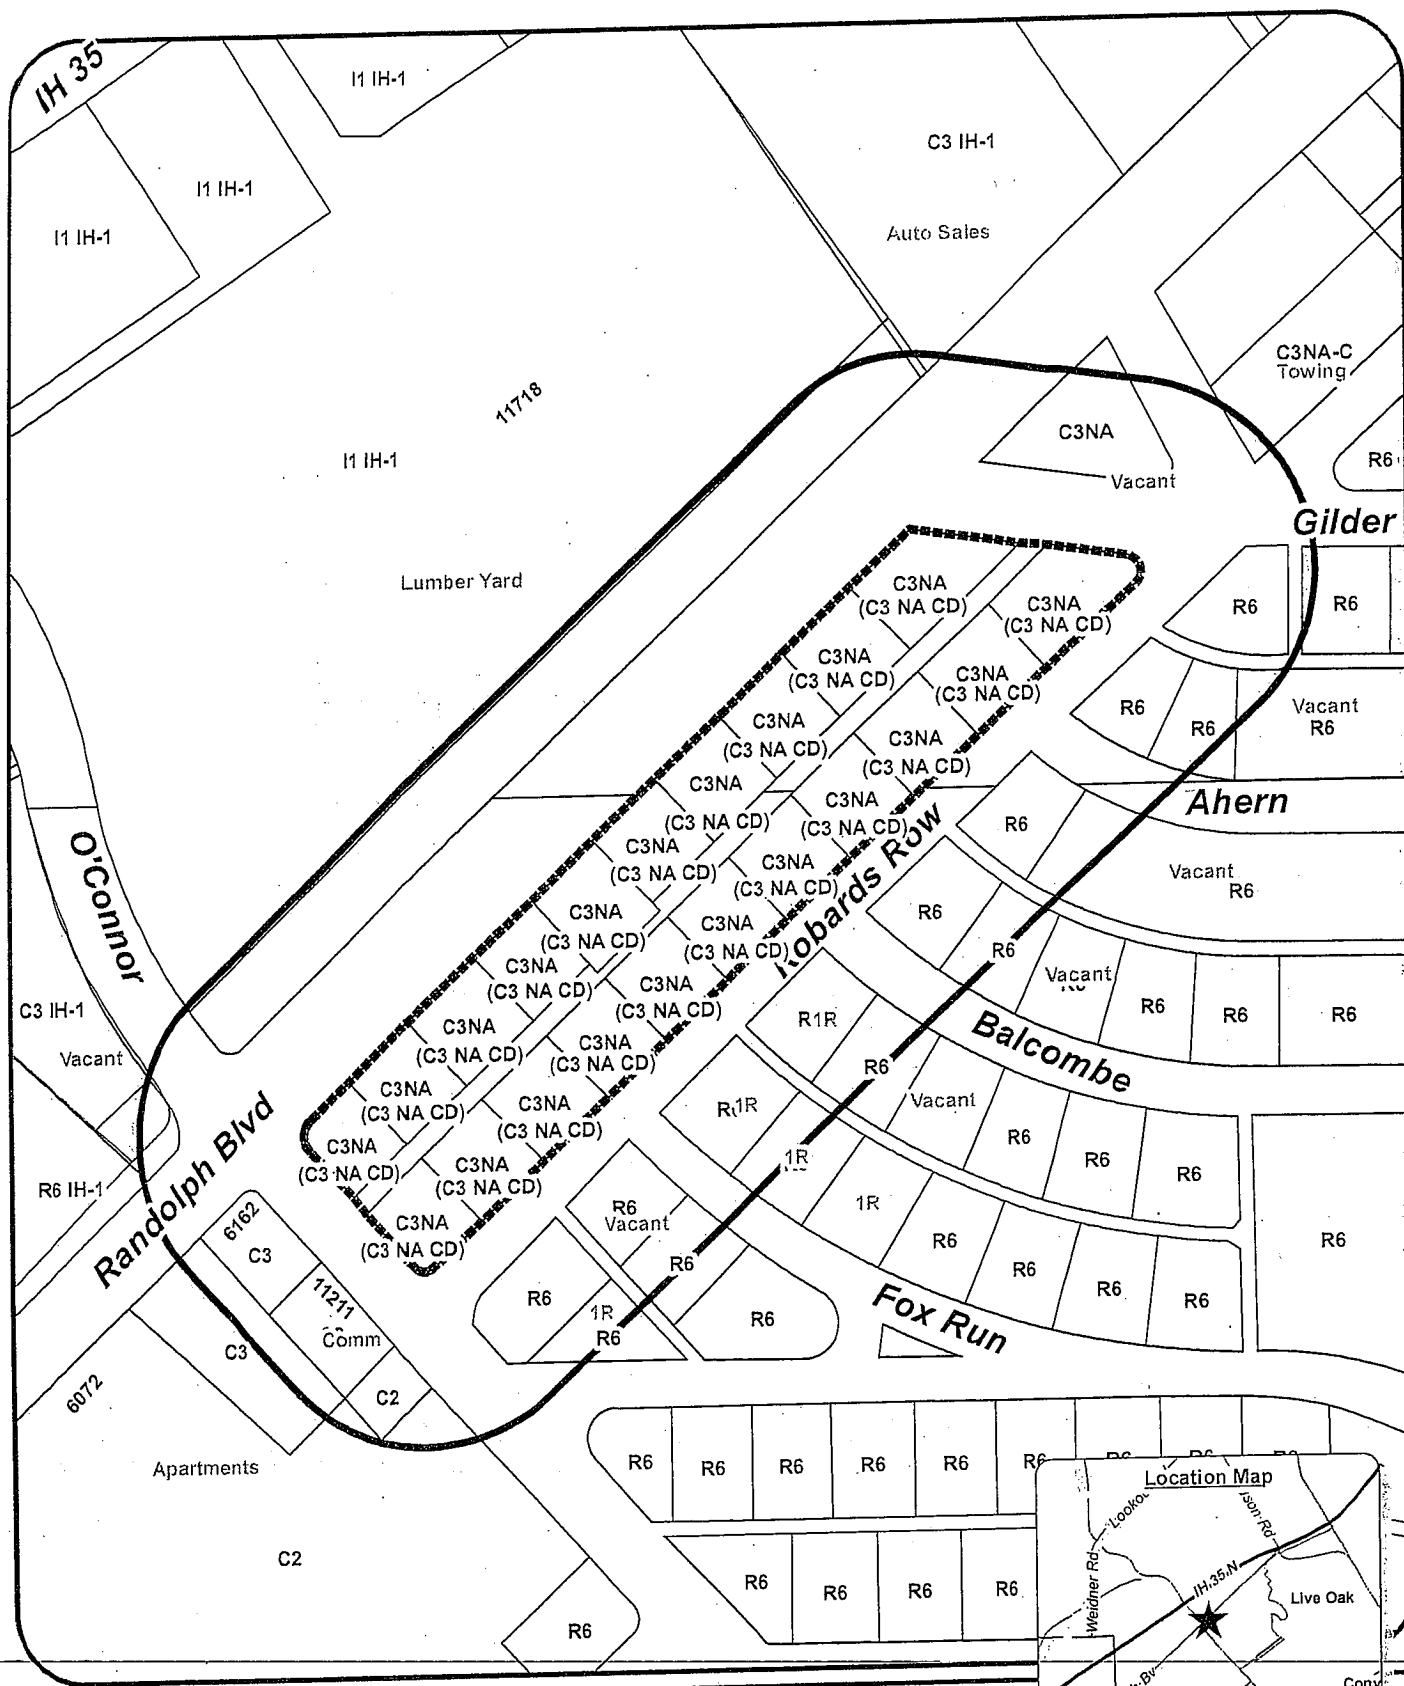 IH 35
I1 IH-1
C3 IH-1
I1 IH-1
I1 IH-1
Auto Sales
C3NA-C
Towing
11718
C3NA
I1 IH-1
R6
Vacant
Gilder
Lumber Yard
C3NA
(C3 NA CD)
C3NA
(C3 NA CD)
R6
R6
C3NA
(C3 NA CD)
C3NA
(C3 NA CD)
R6
R6
Vacant
R6
C3NA
(C3 NA CD)
C3NA
(C3 NA CD)
C3NA
(C3 NA CD)
C3NA
(C3 NA CD)
Ahern
R6
C3NA
(C3 NA CD)
C3NA
(C3 NA CD)
Robards Row
Vacant
R6
O'Connor
C3NA
(C3 NA CD)
C3NA
(C3 NA CD)
R6
R6
Vacant
C3NA
(C3 NA CD)
C3NA
(C3 NA CD)
R6
R6
R6
C3 IH-1
Vacant
C3NA
(C3 NA CD)
C3NA
(C3 NA CD)
R1R
Balcombe
R6
Vacant
C3NA
(C3 NA CD)
C3NA
(C3 NA CD)
1R
R6
R6
R6
Randolph Blvd
C3NA
(C3 NA CD)
C3NA
(C3 NA CD)
1R
1R
R6 IH-1
C3NA
(C3 NA CD)
R6
Vacant
R6
R6
6162
C3
R6
R6
R6
R6
11211
Comm
R6
1R
R6
R6
Fox Run
C3
C2
6072
Apartments
R6
R6
R6
R6
R6
R6
C2
R6
R6
R6
R6
R6
Location Map
Weidner Rd
IH 35 N
Live Oak